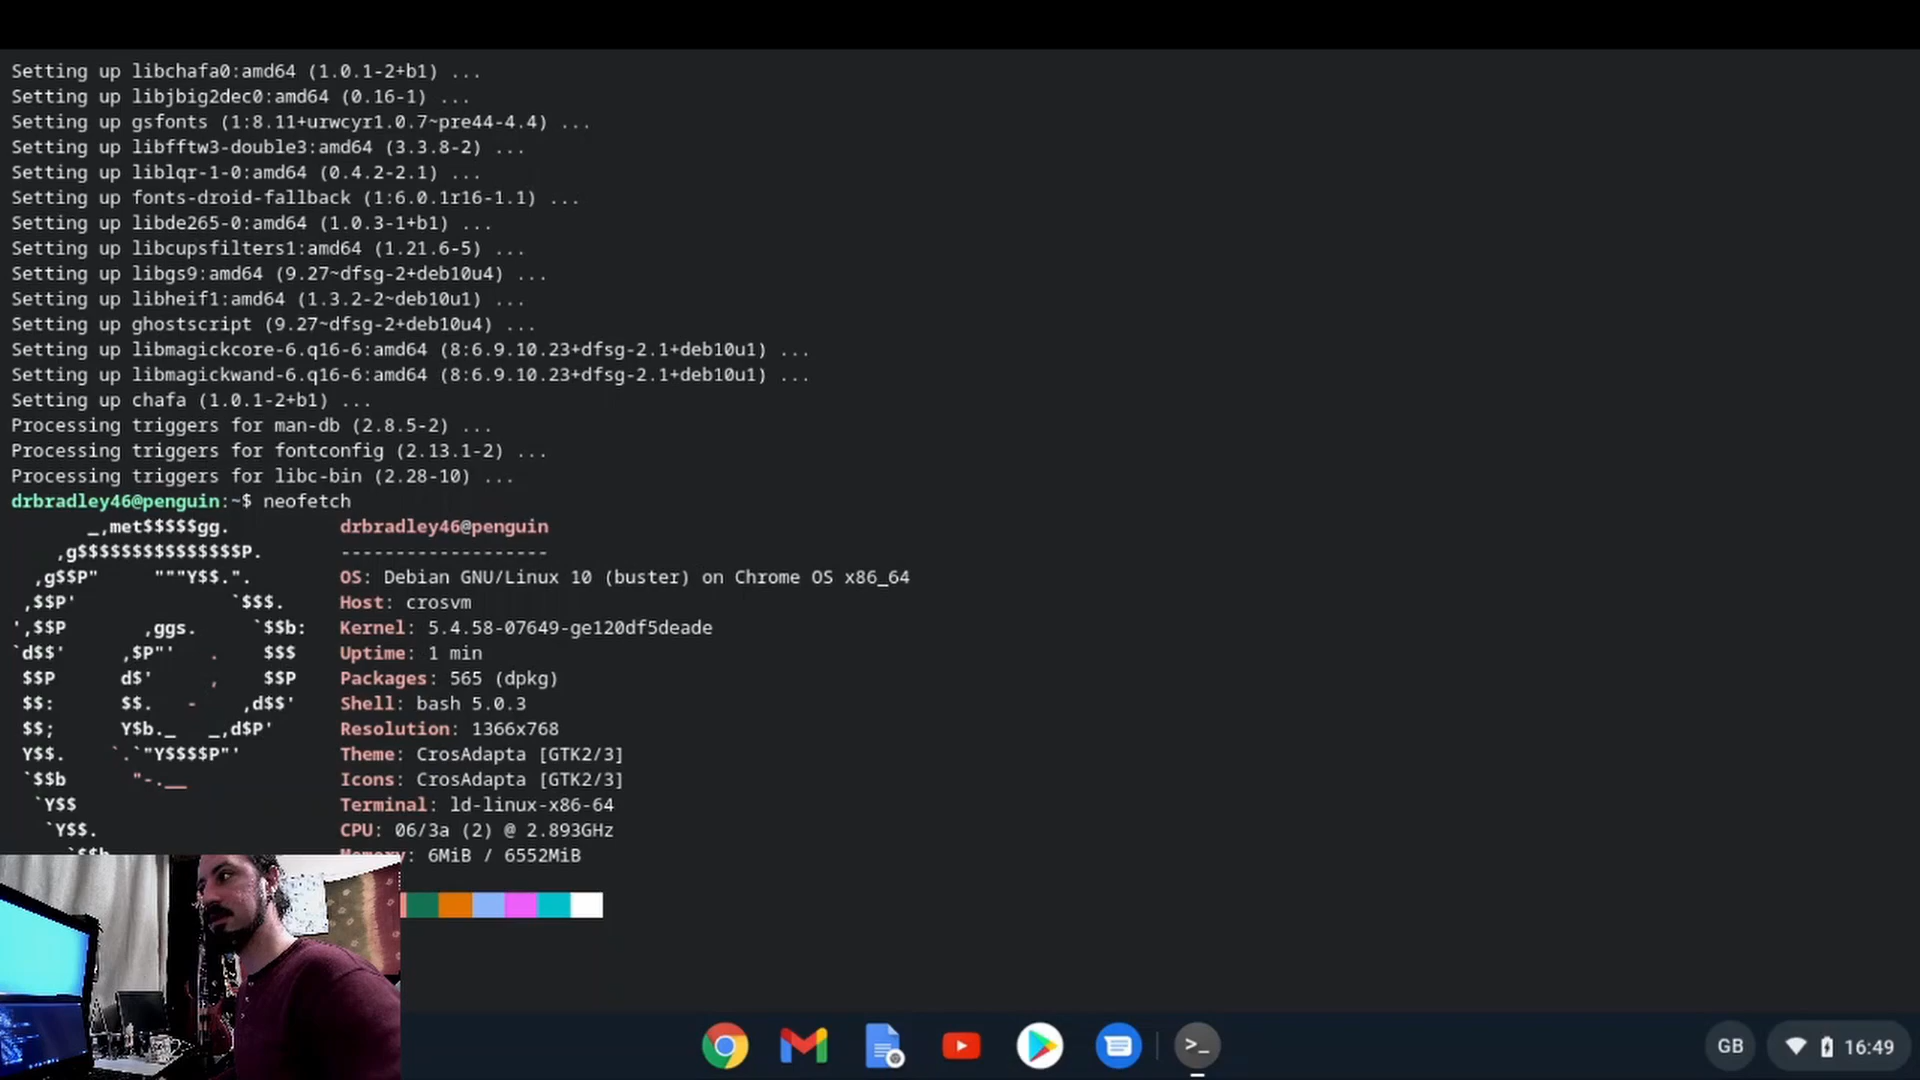 Setting up libchafa0:amd64 (1.0.1-2+b1) ...
Setting up libjbig2dec0:amd64 (0.16-1) ...
Setting up gsfonts (1:8.11+urwcyr1.0.7~pre44-4.4) ...
Setting up libfftw3-double3:amd64 (3.3.8-2) ...
Setting up liblqr-1-0:amd64 (0.4.2-2.1) ...
Setting up fonts-droid-fallback (1:6.0.1r16-1.1) ...
Setting up libde265-0:amd64 (1.0.3-1+b1) ...
Setting up libcupsfilters1:amd64 (1.21.6-5) ...
Setting up libgs9:amd64 (9.27~dfsg-2+deb10u4) ...
Setting up libheif1:amd64 (1.3.2-2~deb10u1) ...
Setting up ghostscript (9.27~dfsg-2+deb10u4) ...
Setting up libmagickcore-6.q16-6:amd64 (8:6.9.10.23+dfsg-2.1+deb10u1) ...
Setting up libmagickwand-6.q16-6:amd64 (8:6.9.10.23+dfsg-2.1+deb10u1) ...
Setting up chafa (1.0.1-2+b1) ...
Processing triggers for man-db (2.8.5-2) ...
Processing triggers for fontconfig (2.13.1-2) ...
Processing triggers for libc-bin (2.28-10) ...
drbradley46@penguin:~$ neofetch
_,met$$$$$gg. drbradley46@penguin
,g$$$$$$$$$$$$$$$P. -------------------
,g$$P" """Y$$.". OS: Debian GNU/Linux 10 (buster) on Chrome OS x86_64
,$$P' `$$$. Host: crosvm
',$$P ,ggs. `$$b: Kernel: 5.4.58-07649-ge120df5deade
`d$$' ,$P"' . $$$ Uptime: 1 min
$$P d$' , $$P Packages: 565 (dpkg)
$$: $$. - ,d$$' Shell: bash 5.0.3
$$; Y$b._ _,d$P' Resolution: 1366x768
Y$$. `.`"Y$$$$P"' Theme: CrosAdapta [GTK2/3]
`$$b "-.__ Icons: CrosAdapta [GTK2/3]
`Y$$ Terminal: ld-linux-x86-64
`Y$$. CPU: 06/3a (2) @ 2.893GHz
`$$b Memory: 6MiB / 6552MiB
GB 16:49